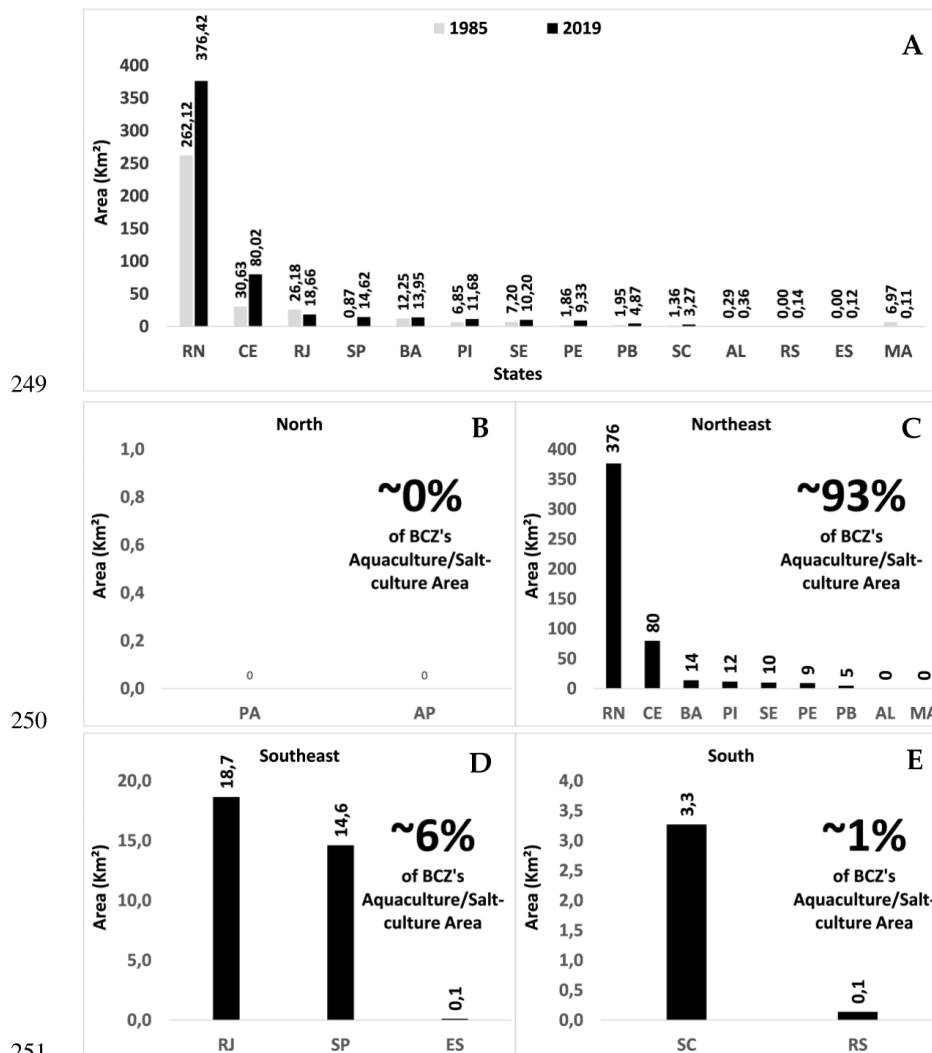 1985 2019
A
Area (Km²)
400
350
300
250
200
150
100
50
0
262,12 376,42
30,63 80,02
26,18 18,66
0,87 14,62
12,25 13,95
6,85 11,68
7,20 10,20
1,86 9,33
1,95 4,87
1,36 3,27
0,29 0,36
0,00 0,14
0,00 0,12
6,97 0,11
RN CE RJ SP BA PI SE PE PB SC AL RS ES MA
States
249
North
B
Area (Km²)
1,0
0,8
0,6
0,4
0,2
0,0
0 0
PA AP
~0%
of BCZ's
Aquaculture/Salt-
culture Area
250
Northeast
C
Area (Km²)
400
350
300
250
200
150
100
50
0
376 80 14 12 10 9 5 0 0
RN CE BA PI SE PE PB AL MA
~93%
of BCZ's
Aquaculture/Salt-
culture Area
Southeast
D
Area (Km²)
20,0
15,0
10,0
5,0
0,0
18,7 14,6 0,1
RJ SP ES
~6%
of BCZ's
Aquaculture/Salt-
culture Area
251
South
E
Area (Km²)
4,0
3,5
3,0
2,5
2,0
1,5
1,0
0,5
0,0
3,3 0,1
SC RS
~1%
of BCZ's
Aquaculture/Salt-
culture Area